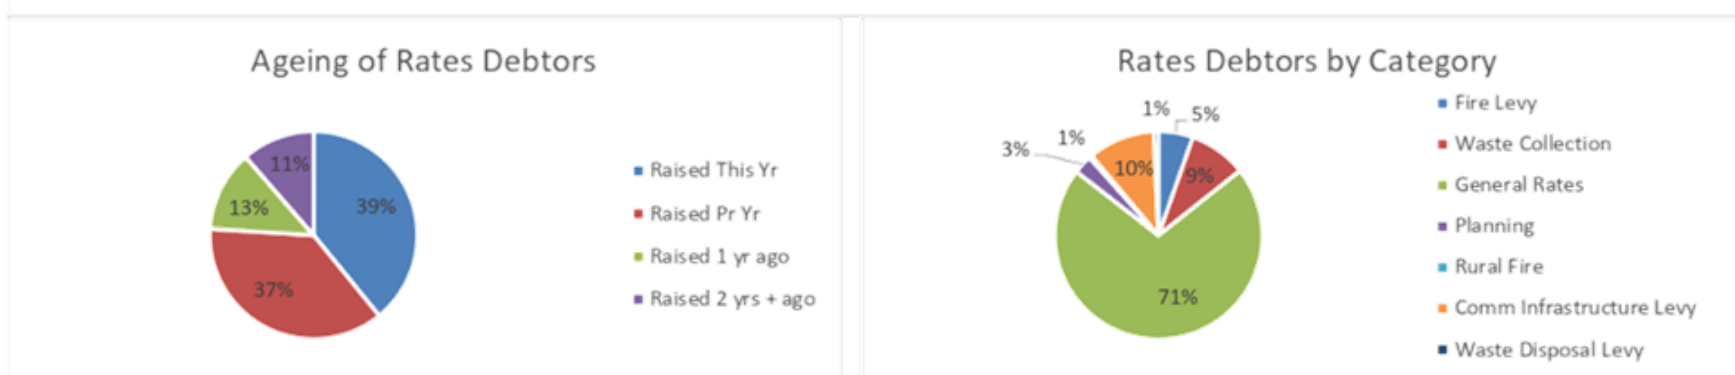 Ageing of Rates Debtors
11%
39%
13%
37%
Raised This Yr
Raised Pr Yr
Raised 1 yr ago
Raised 2 yrs + ago
Rates Debtors by Category
1%
5%
1%
3%
10%
9%
71%
Fire Levy
Waste Collection
General Rates
Planning
Rural Fire
Comm Infrastructure Levy
Waste Disposal Levy